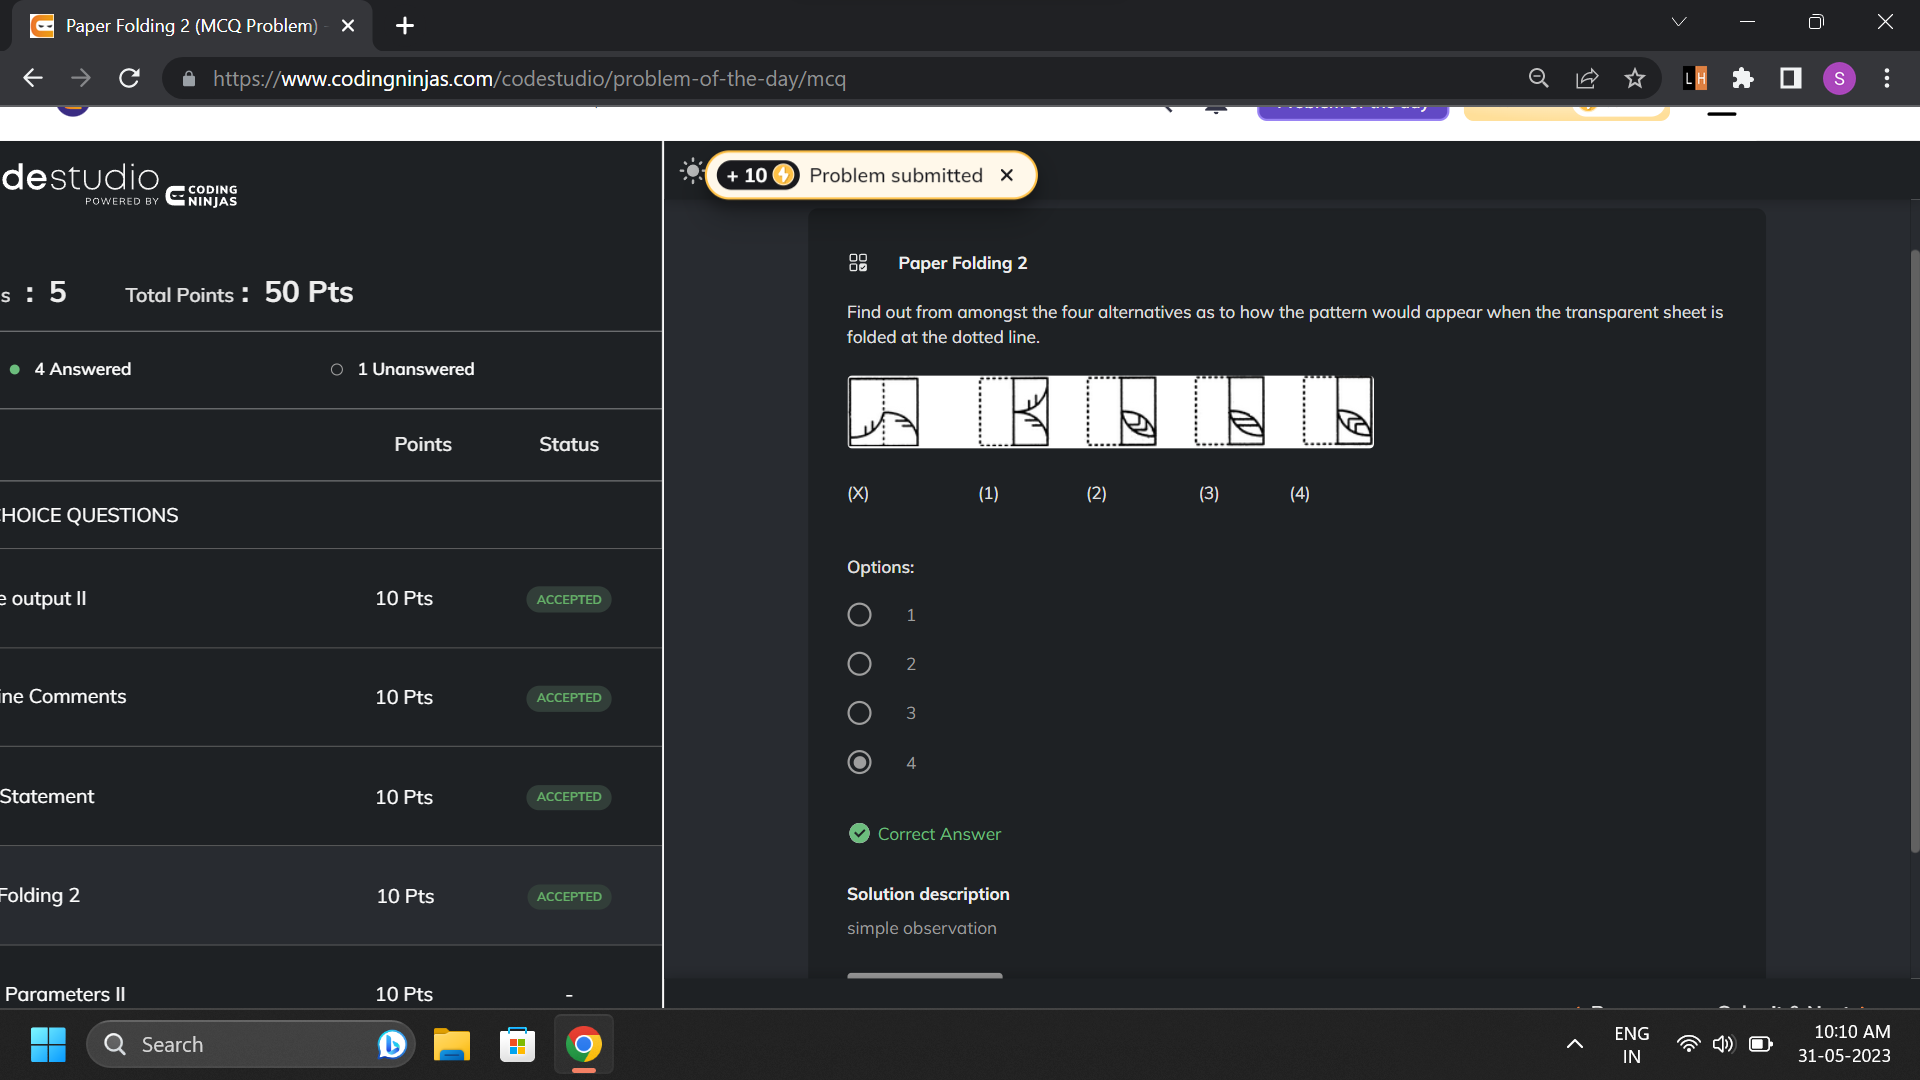 Paper Folding 2 (MCQ Problem) -
https://www.codingninjas.com/codestudio/problem-of-the-day/mcq
LH
S
destudio
POWERED BY CODING NINJAS
+ 10 Problem submitted
s : 5 Total Points : 50 Pts
4 Answered 1 Unanswered
Points Status
HOICE QUESTIONS
e output II 10 Pts ACCEPTED
ine Comments 10 Pts ACCEPTED
Statement 10 Pts ACCEPTED
Folding 2 10 Pts ACCEPTED
Parameters II 10 Pts -
Paper Folding 2
Find out from amongst the four alternatives as to how the pattern would appear when the transparent sheet is
folded at the dotted line.
(X) (1) (2) (3) (4)
Options:
1
2
3
4
Correct Answer
Solution description
simple observation
Search
ENG
IN
10:10 AM
31-05-2023